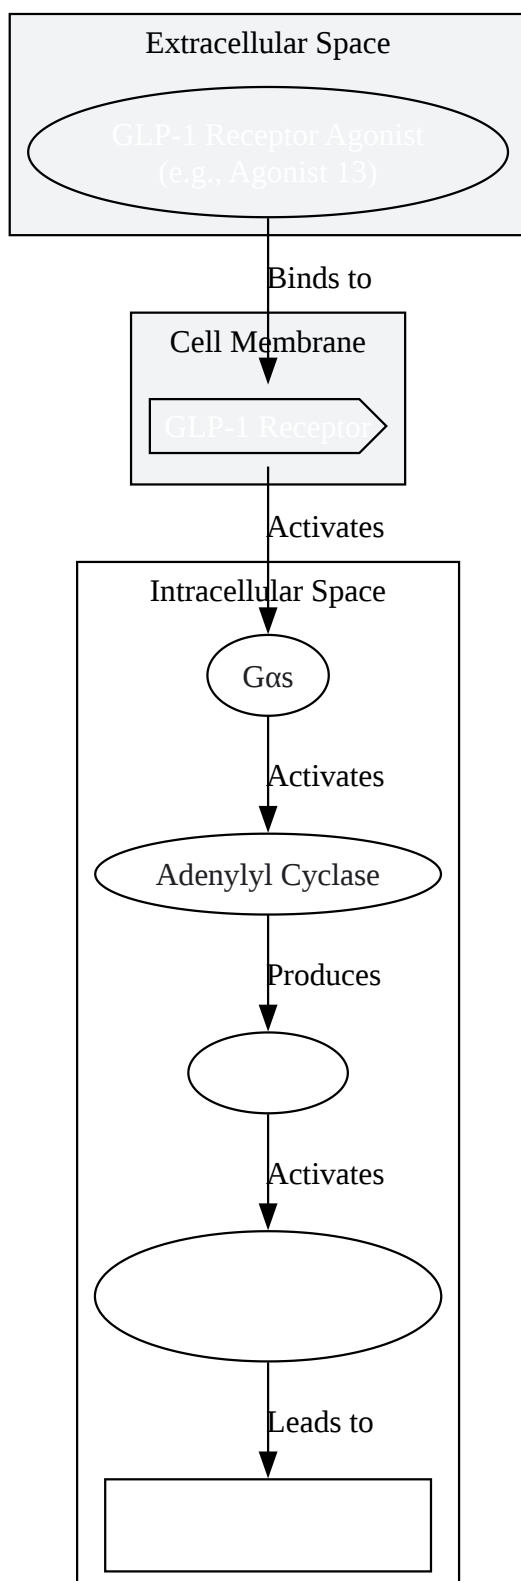 Extracellular Space
GLP-1 Receptor Agonist
(e.g., Agonist 13)
Binds to
Cell Membrane
GLP-1 Receptor
Activates
Intracellular Space
Gαs
Activates
Adenylyl Cyclase
Produces
Activates
Leads to